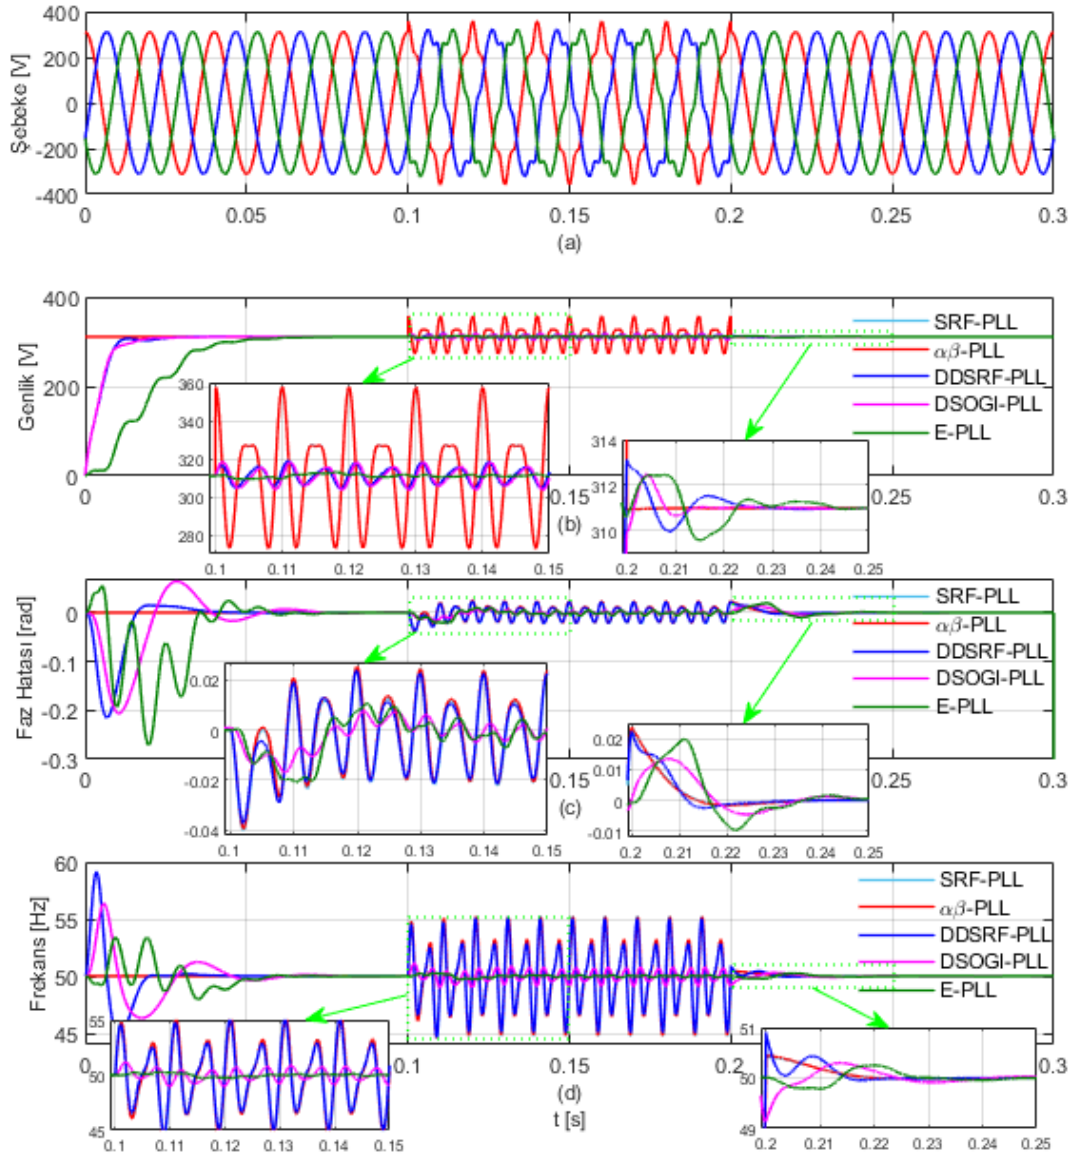 400
200
0
-200
-400
Şebeke [V]
0 0.05 0.1 0.15 0.2 0.25 0.3
(a)
400
200
0
Genlik [V]
SRF-PLL
αβ-PLL
DDSRF-PLL
DSOGI-PLL
E-PLL
360
340
320
300
280
0.1 0.11 0.12 0.13 0.14 0.15
314
312
310
0.2 0.21 0.22 0.23 0.24 0.25
0 0.15 0.25 0.3
(b)
0
-0.1
-0.2
-0.3
Faz Hatası [rad]
SRF-PLL
αβ-PLL
DDSRF-PLL
DSOGI-PLL
E-PLL
0.02
0
-0.02
-0.04
0.1 0.11 0.12 0.13 0.14 0.15
0.02
0.01
0
-0.01
0.2 0.21 0.22 0.23 0.24 0.25
0 0.15 0.2 0.25 0.3
(c)
60
55
50
45
Frekans [Hz]
SRF-PLL
αβ-PLL
DDSRF-PLL
DSOGI-PLL
E-PLL
55
50
45
0.1 0.11 0.12 0.13 0.14 0.15
51
50
49
0.2 0.21 0.22 0.23 0.24 0.25
0 0.1 0.15 0.2 0.3
(d)
t [s]